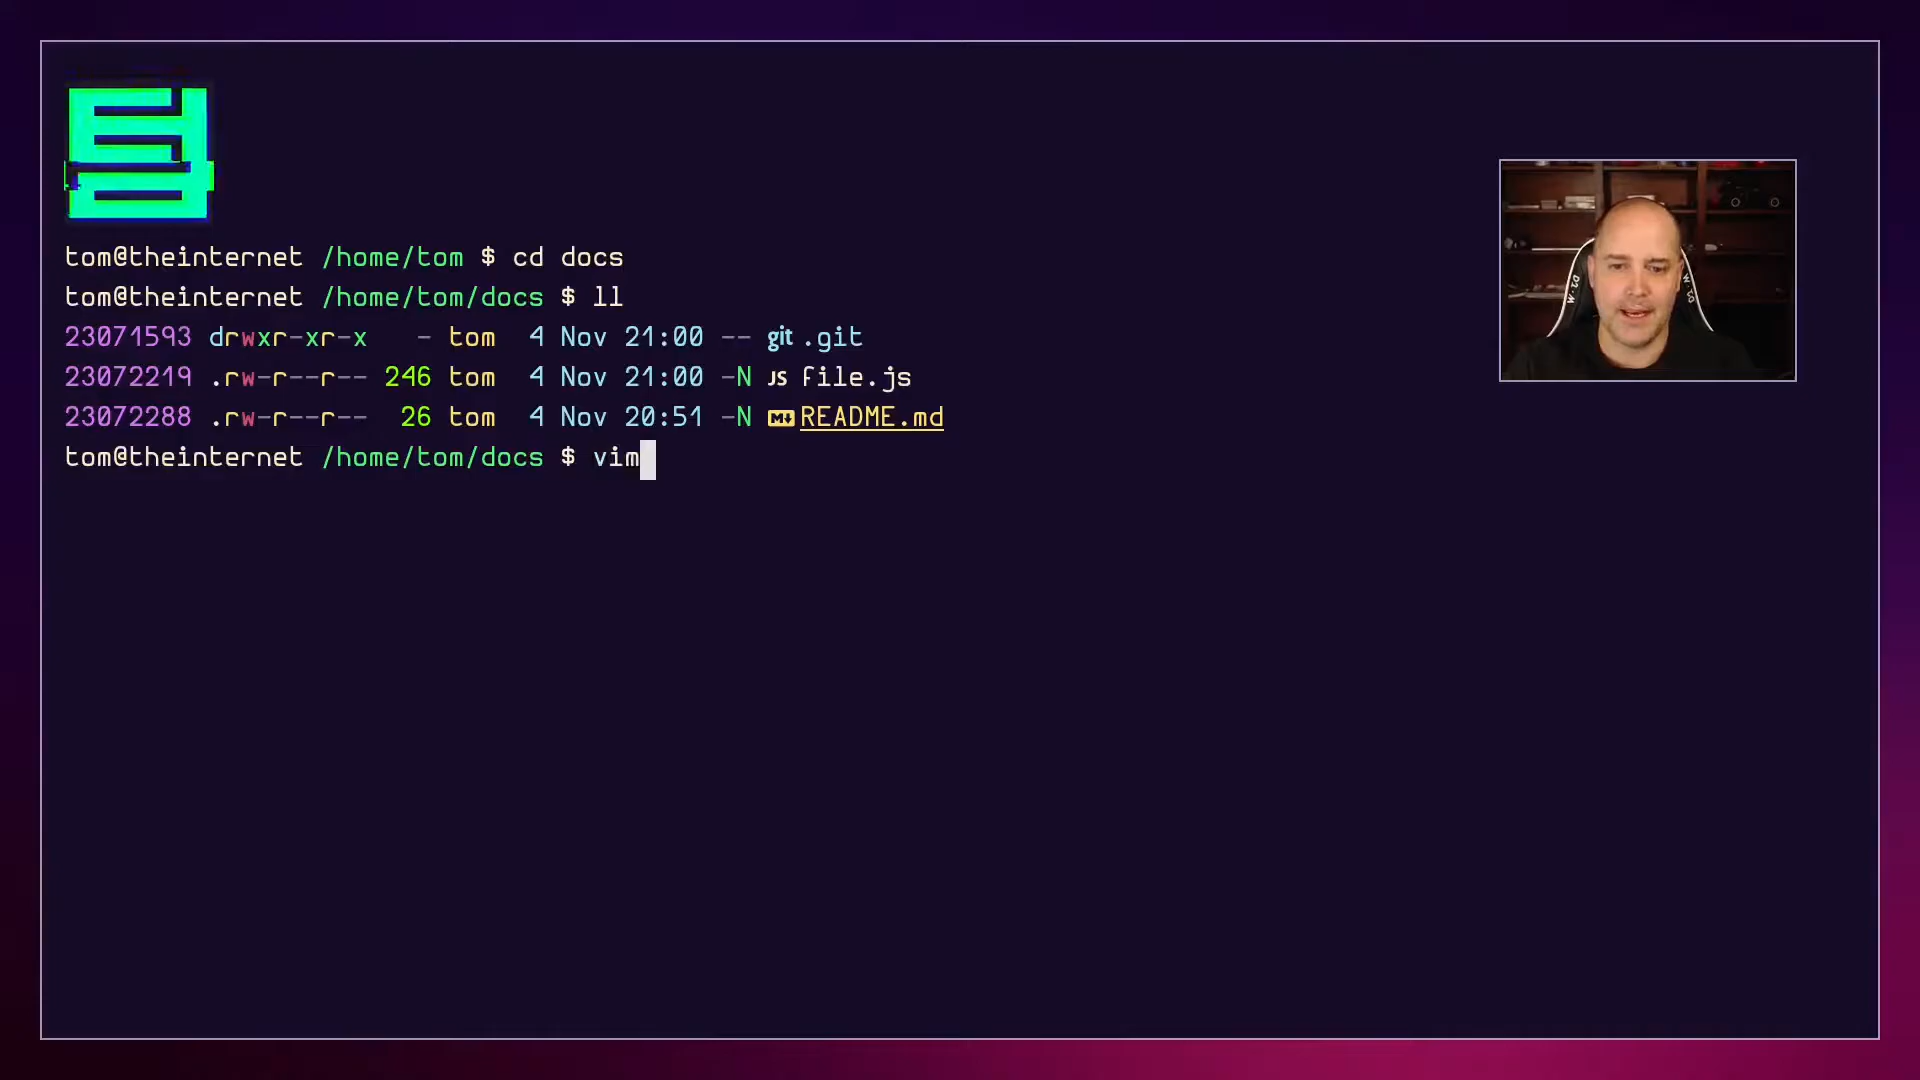 tom@theinternet /home/tom $ cd docs
tom@theinternet /home/tom/docs $ ll
23071593 drwxr-xr-x - tom 4 Nov 21:00 -- git .git
23072219 .rw-r--r-- 246 tom 4 Nov 21:00 -N JS file.js
23072288 .rw-r--r-- 26 tom 4 Nov 20:51 -N M README.md
tom@theinternet /home/tom/docs $ vim